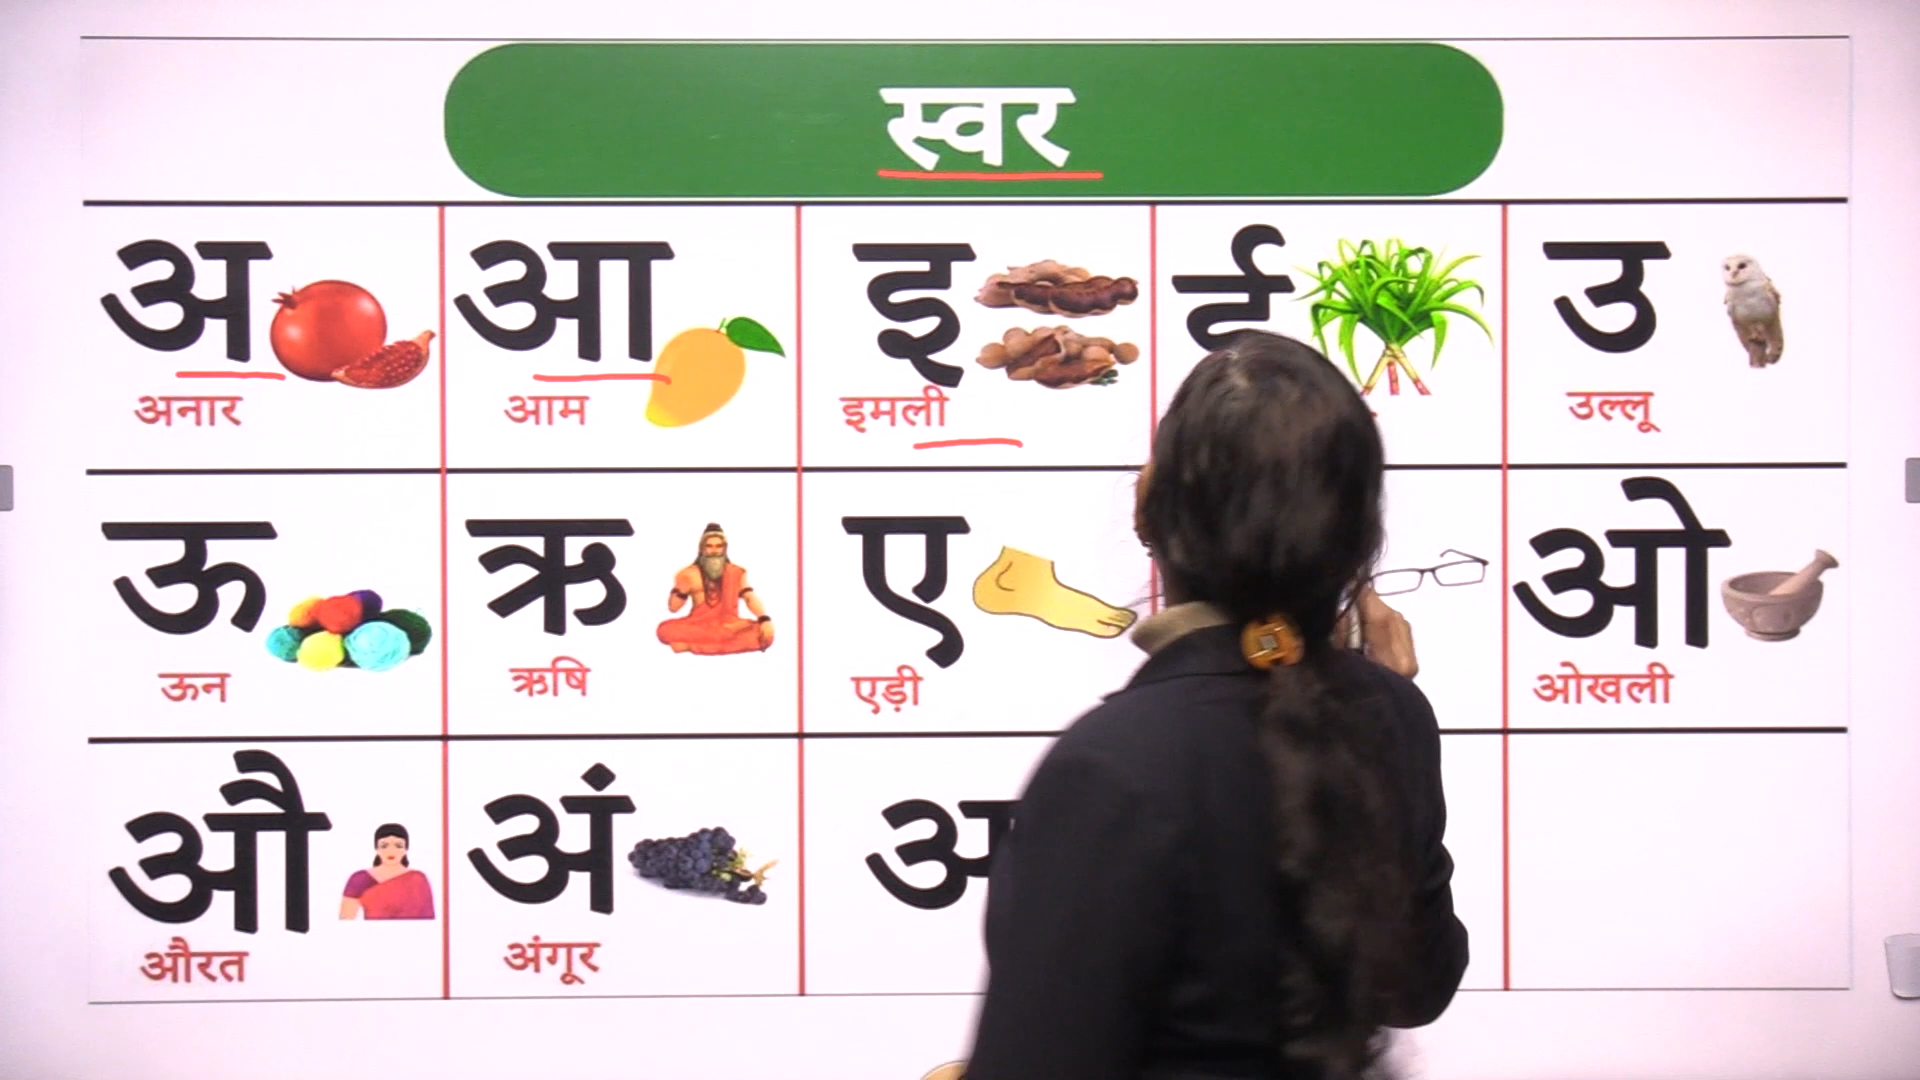 स्वर
अ आ इ ई उ
अनार आम इमली उल्लू
ऊ ऋ ए ओ
ऊन ऋषि एड़ी ओखली
औ अं अ
औरत अंगूर